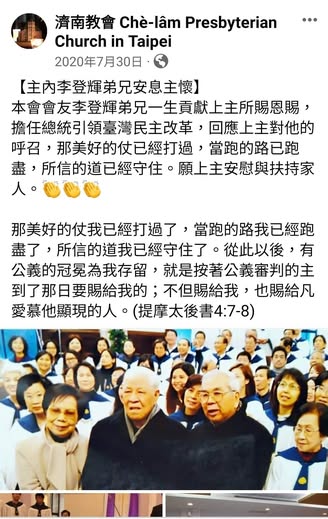 濟南教會 Chè-lâm Presbyterian
Church in Taipei
2020年7月30日 ·
【主內李登輝弟兄安息主懷】
本會會友李登輝弟兄一生貢獻上主所賜恩賜，
擔任總統引領臺灣民主改革，回應上主對他的
呼召，那美好的仗已經打過，當跑的路已跑
盡，所信的道已經守住。願上主安慰與扶持家
人。👏👏👏
那美好的仗我已經打過了，當跑的路我已經跑
盡了，所信的道我已經守住了。從此以後，有
公義的冠冕為我存留，就是按著公義審判的主
到了那日要賜給我的；不但賜給我，也賜給凡
愛慕他顯現的人。(提摩太後書4:7-8)